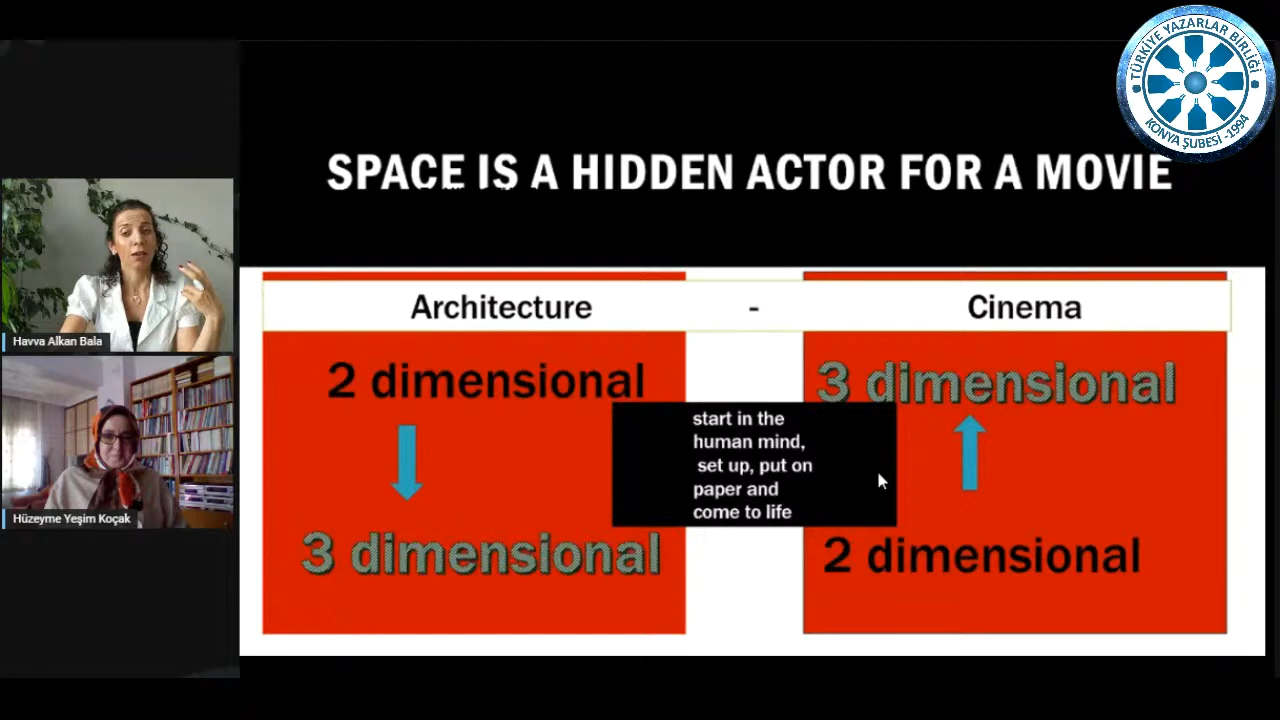 TÜRKİYE YAZARLAR BİRLİĞİ
KONYA ŞUBESİ -1994
SPACE IS A HIDDEN ACTOR FOR A MOVIE
Architecture - Cinema
2 dimensional
3 dimensional
start in the
human mind,
set up, put on
paper and
come to life
3 dimensional
2 dimensional
Havva Alkan Bala
Hüzeyme Yeşim Koçak